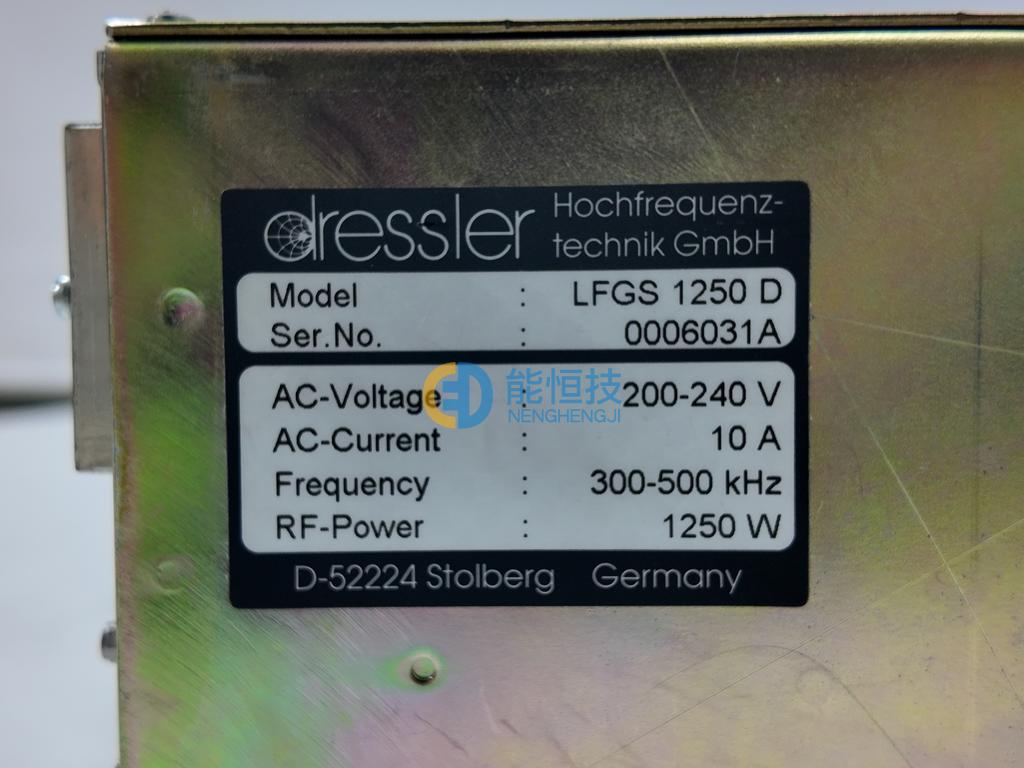 dressler Hochfrequenz-
technik GmbH
Model : LFGS 1250 D
Ser.No. : 0006031A
AC-Voltage : 200-240 V
能恒技
NENGHENGJI
AC-Current : 10 A
Frequency : 300-500 kHz
RF-Power : 1250 W
D-52224 Stolberg Germany